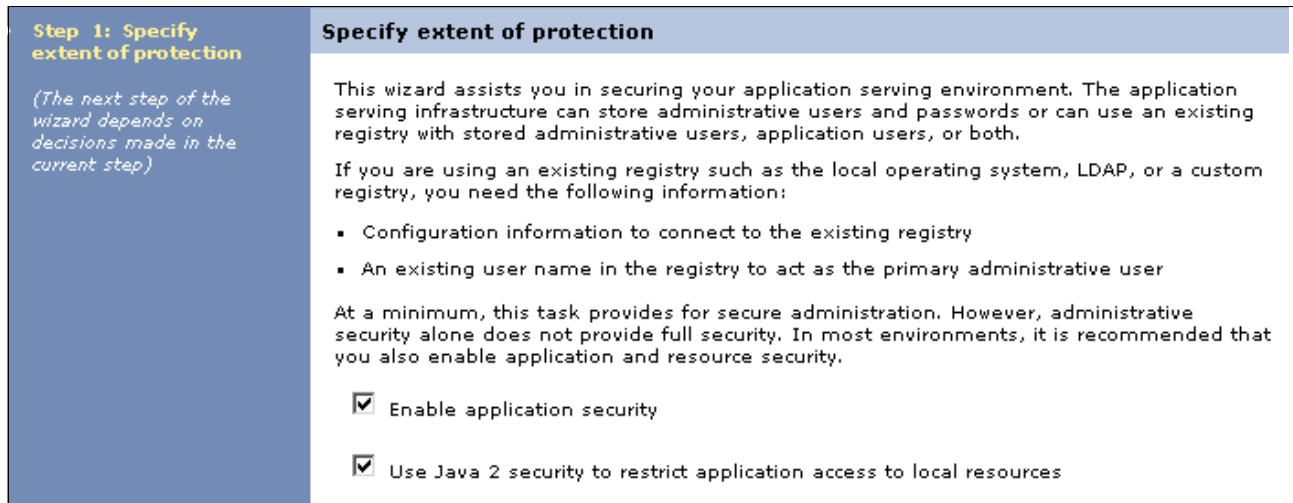 Step 1: Specify
extent of protection
(The next step of the
wizard depends on
decisions made in the
current step)
Specify extent of protection
This wizard assists you in securing your application serving environment. The application
serving infrastructure can store administrative users and passwords or can use an existing
registry with stored administrative users, application users, or both.
If you are using an existing registry such as the local operating system, LDAP, or a custom
registry, you need the following information:
▪ Configuration information to connect to the existing registry
▪ An existing user name in the registry to act as the primary administrative user
At a minimum, this task provides for secure administration. However, administrative
security alone does not provide full security. In most environments, it is recommended that
you also enable application and resource security.
Enable application security
Use Java 2 security to restrict application access to local resources